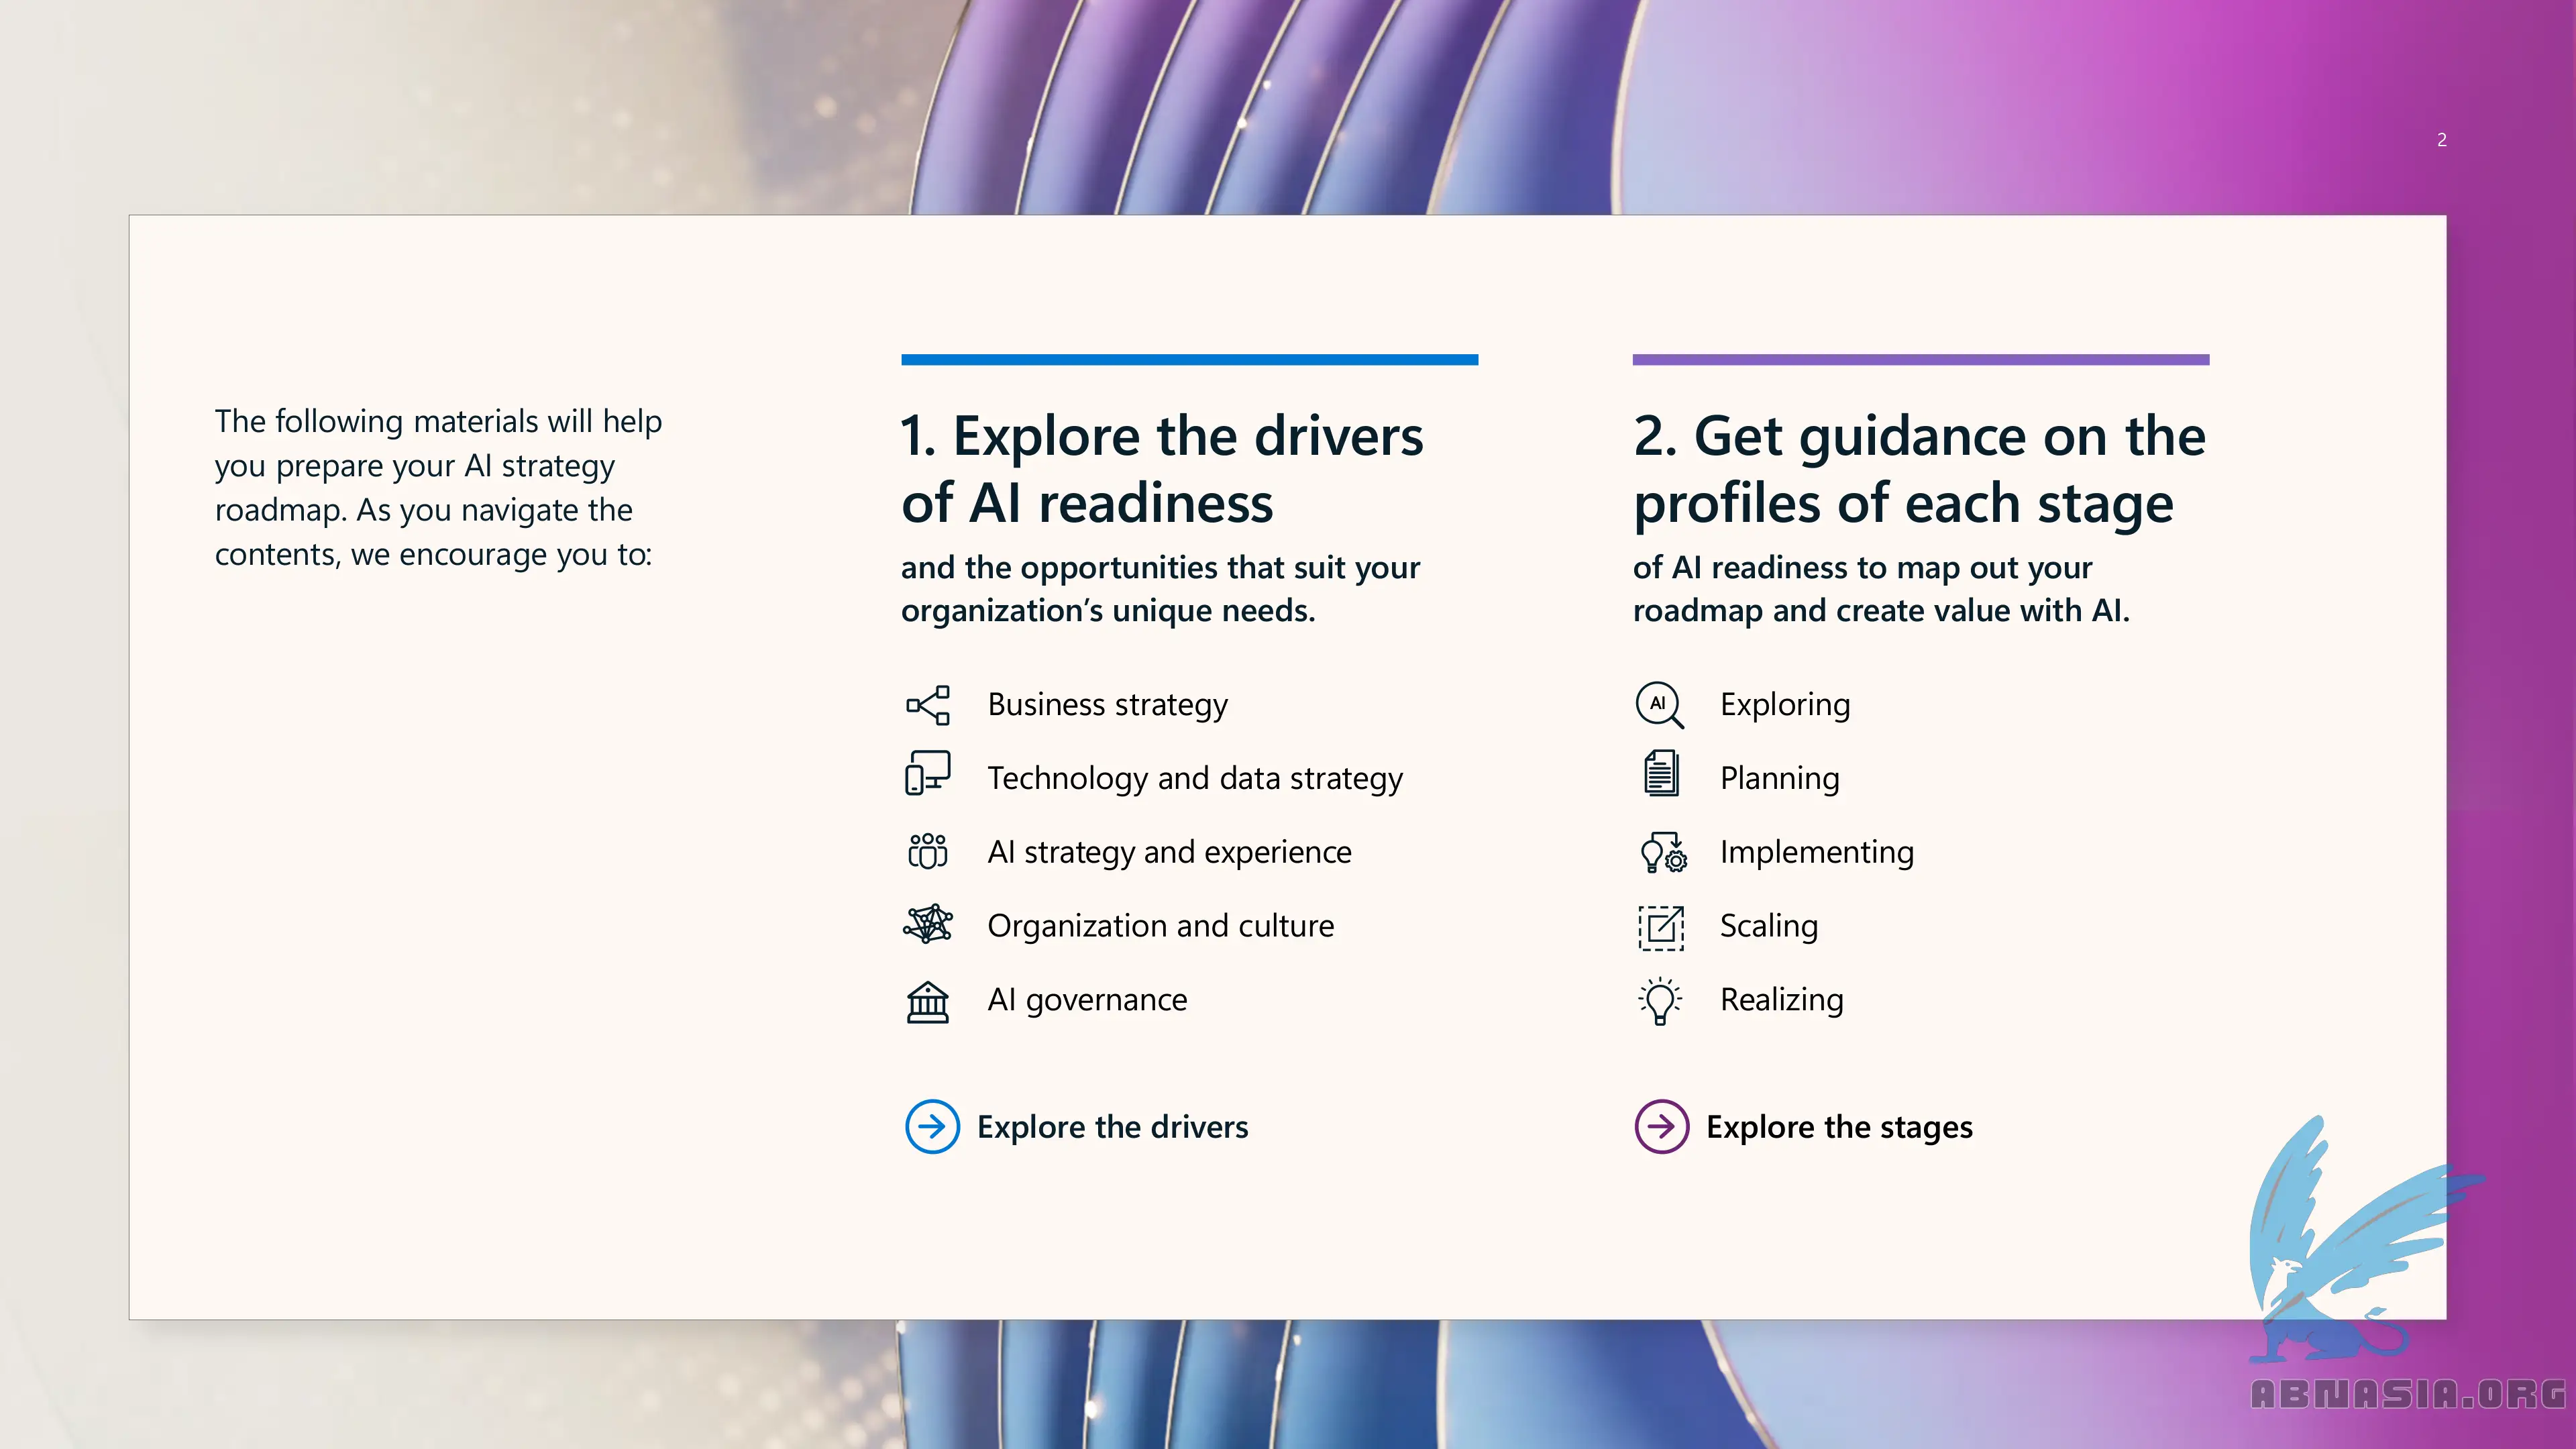 2
The following materials will help
you prepare your AI strategy
roadmap. As you navigate the
contents, we encourage you to:
1. Explore the drivers
of AI readiness
and the opportunities that suit your
organization’s unique needs.
Business strategy
Technology and data strategy
AI strategy and experience
Organization and culture
AI governance
Explore the drivers
2. Get guidance on the
profiles of each stage
of AI readiness to map out your
roadmap and create value with AI.
AI
Exploring
Planning
Implementing
Scaling
Realizing
Explore the stages
ABNASIA.ORG